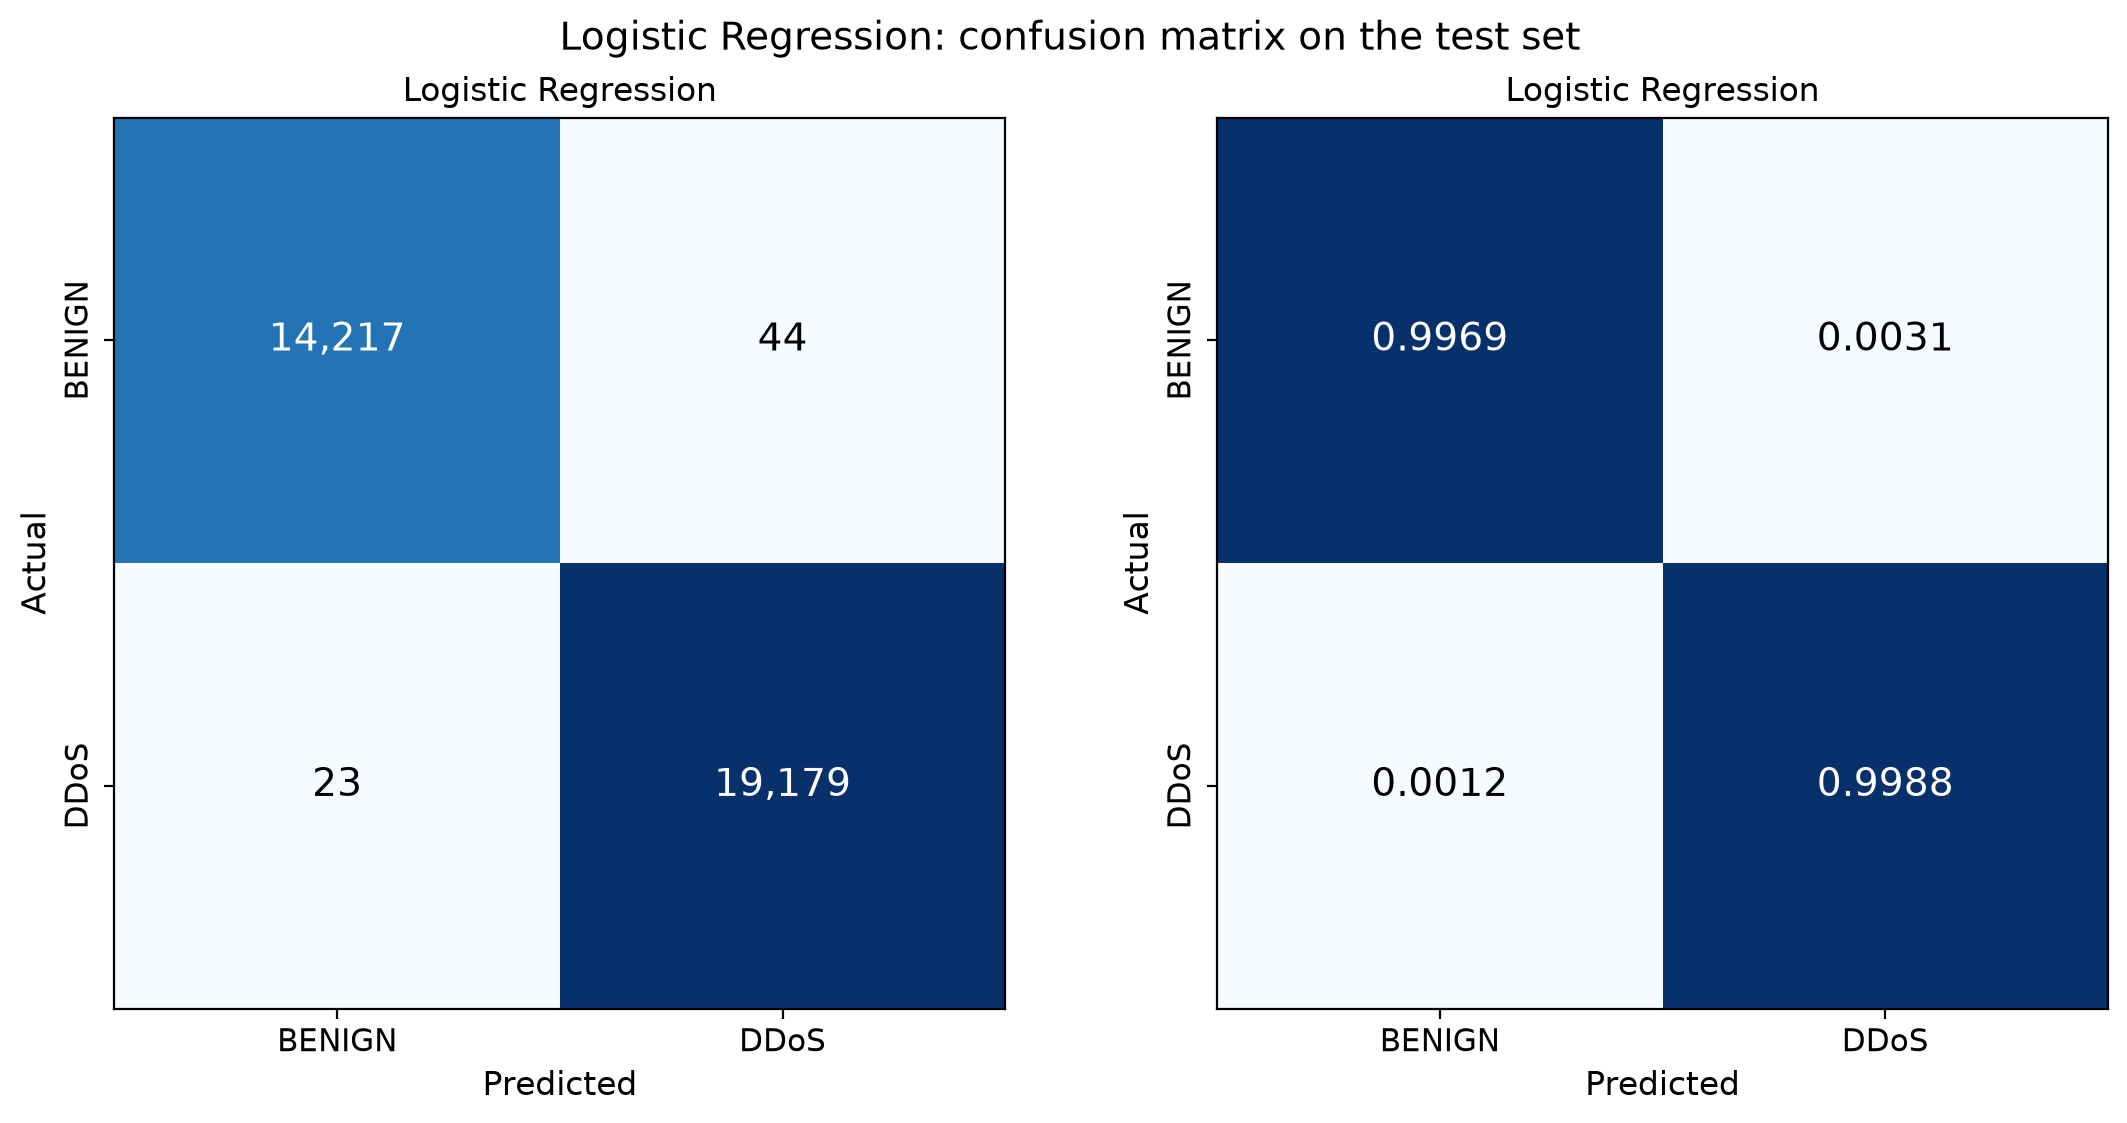 Logistic Regression: confusion matrix on the test set
Logistic Regression
Actual
BENIGN
14,217
44
DDoS
23
19,179
BENIGN
DDoS
Predicted
Logistic Regression
Actual
BENIGN
0.9969
0.0031
DDoS
0.0012
0.9988
BENIGN
DDoS
Predicted